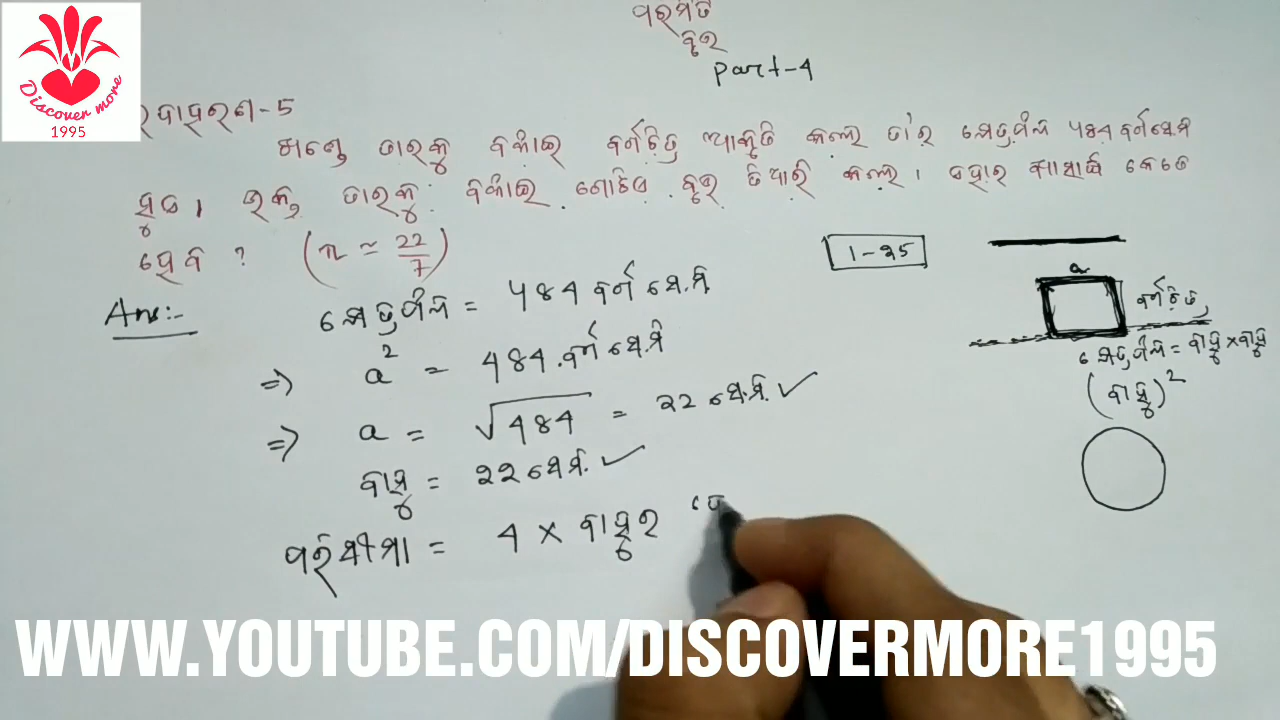 Discover more
1995
ପରିମିତି
ବୃତ୍ତ
Part-4
ଉଦାହରଣ-5
ଖଣ୍ଡେ ତାରକୁ ବଙ୍କାଇ ବର୍ଗଚିତ୍ର ଆକୃତି କଲେ ତା'ର କ୍ଷେତ୍ରଫଳ 484 ବର୍ଗସେ.ମି
ହୁଏ। ଉକ୍ତ ତାରକୁ ବଙ୍କାଇ ଗୋଟିଏ ବୃତ୍ତ ତିଆରି କଲେ। ତାହାର ବ୍ୟାସାର୍ଦ୍ଧ କେତେ
ହେବ ? (π ≃ 22/7)
1-25
Ans:-
କ୍ଷେତ୍ରଫଳ = 484 ବର୍ଗ ସେ.ମି
⇒ a² = 484 ବର୍ଗ ସେ.ମି
⇒ a = √484 = 22 ସେ.ମି. ✓
ବାହୁ = 22 ସେ.ମି. ✓
ପରିସୀମା = 4 × ବାହୁର
a
ବର୍ଗଚିତ୍ର
କ୍ଷେତ୍ରଫଳ = ବାହୁ × ବାହୁ
(ବାହୁ)²
WWW.YOUTUBE.COM/DISCOVERMORE1995